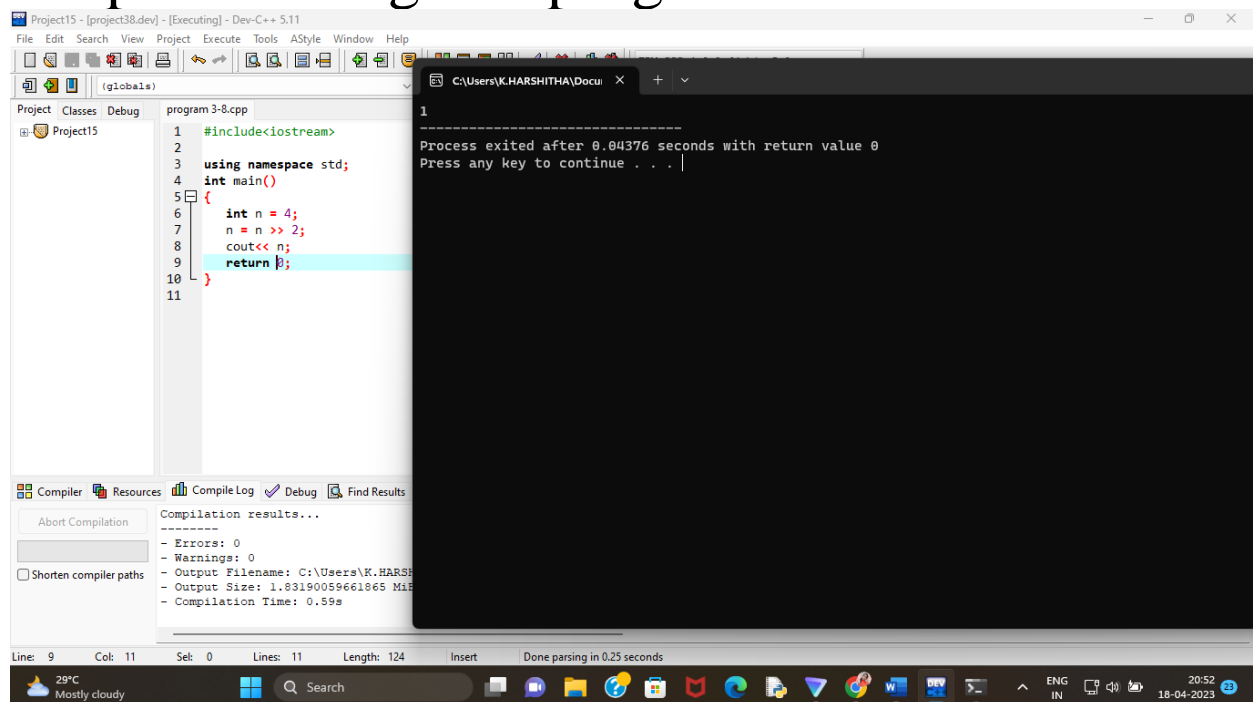 Project15 - [project38.dev] - [Executing] - Dev-C++ 5.11
File Edit Search View Project Execute Tools AStyle Window Help
(globals)
Project Classes Debug
program 3-8.cpp
Project15
1 #include<iostream>
2
3 using namespace std;
4 int main()
5 {
6 int n = 4;
7 n = n >> 2;
8 cout<< n;
9 return 0;
10 }
11
C:\Users\K.HARSHITHA\Docu
1
--------------------------------
Process exited after 0.04376 seconds with return value 0
Press any key to continue . . .
Compiler Resources Compile Log Debug Find Results
Abort Compilation
Shorten compiler paths
Compilation results...
--------
- Errors: 0
- Warnings: 0
- Output Filename: C:\Users\K.HARSH
- Output Size: 1.83190059661865 MiB
- Compilation Time: 0.59s
Line: 9 Col: 11 Sel: 0 Lines: 11 Length: 124 Insert Done parsing in 0.25 seconds
29°C
Mostly cloudy
Search
ENG
IN
20:52
18-04-2023
23